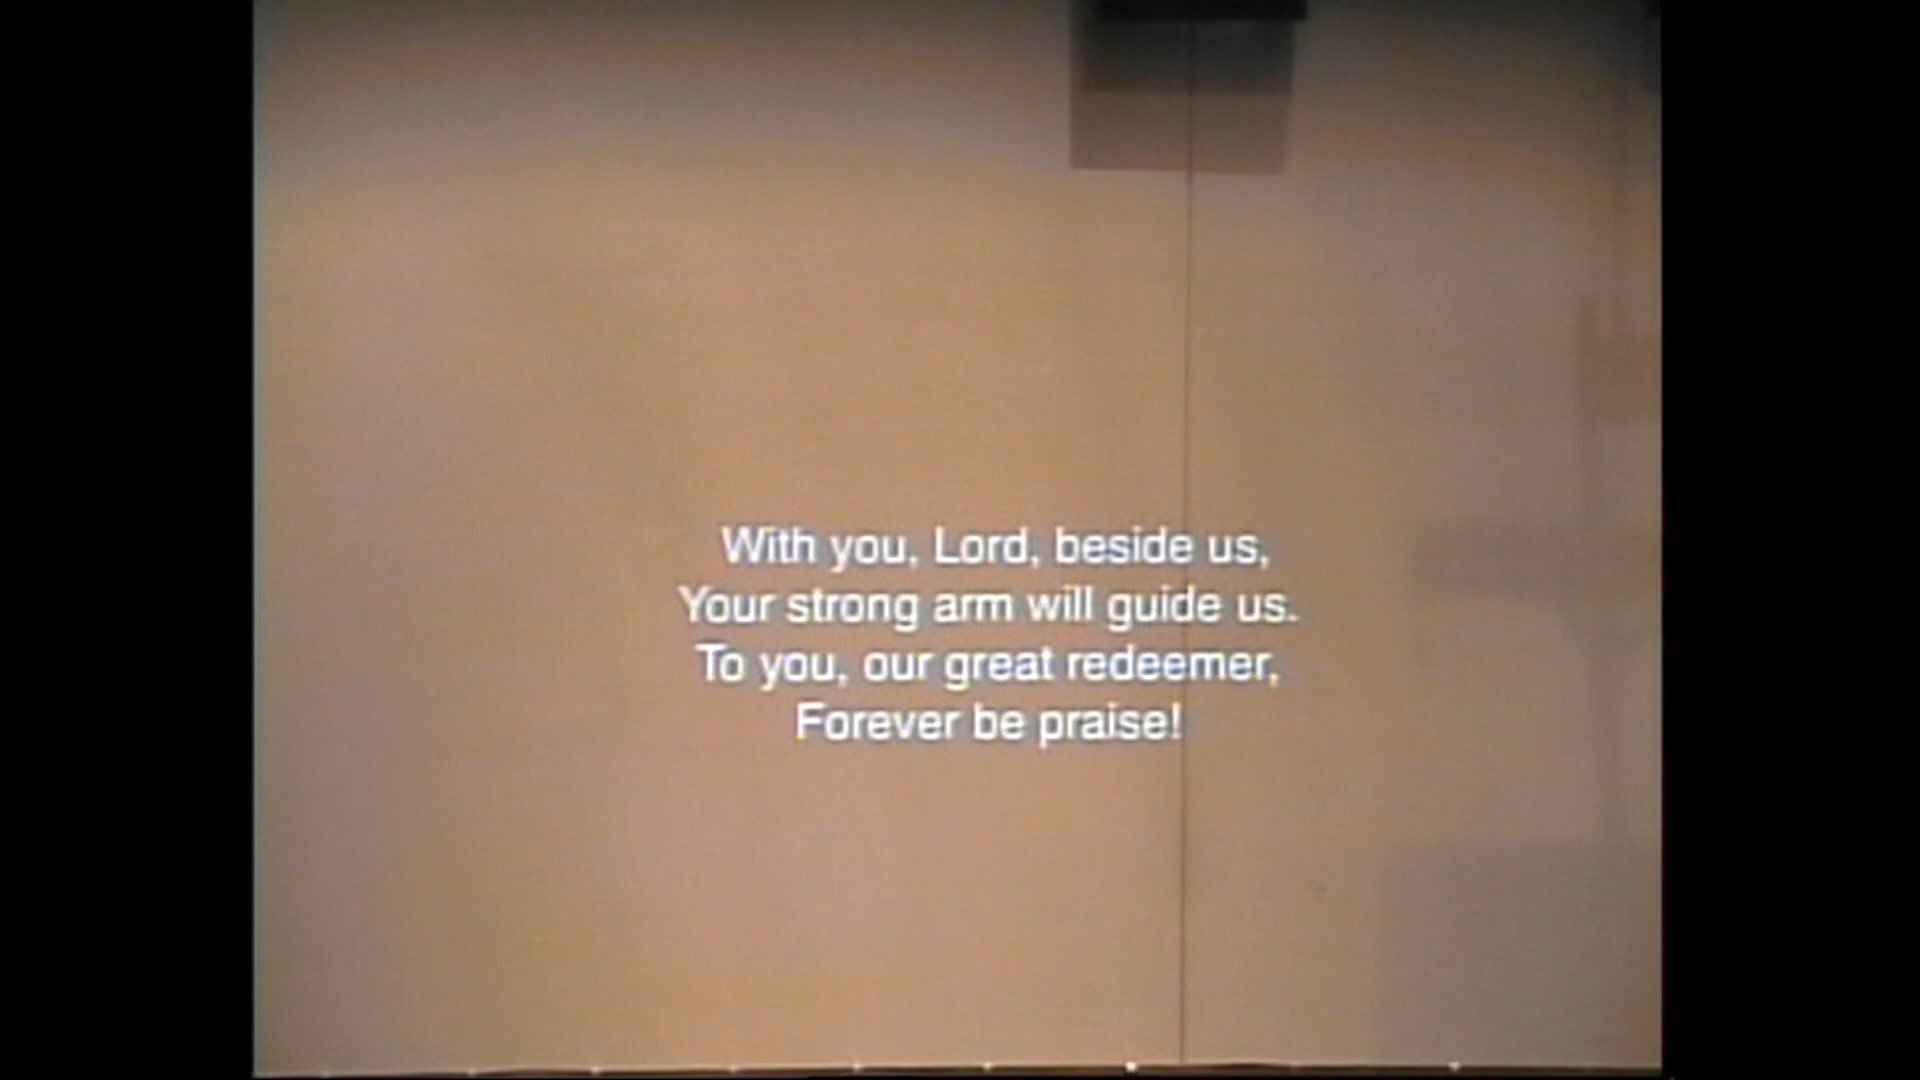 With you, Lord, beside us,
Your strong arm will guide us.
To you, our great redeemer,
Forever be praise!